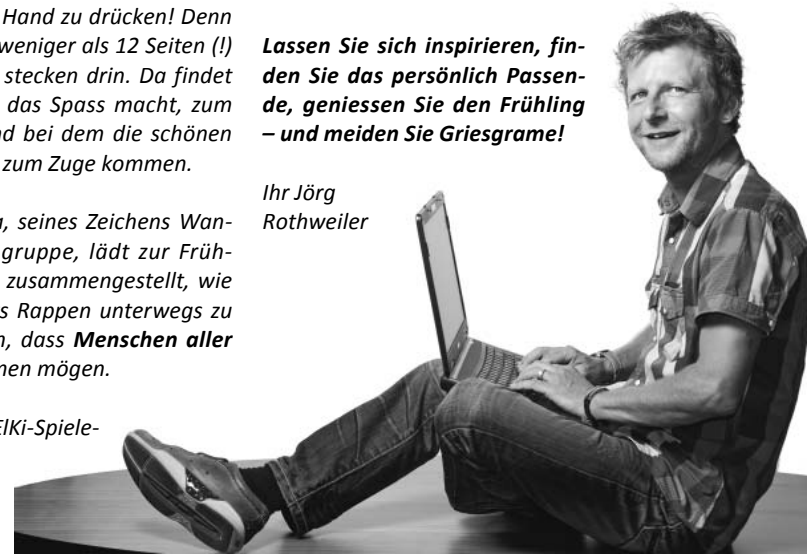 Hand zu drücken! Denn
weniger als 12 Seiten (!)
stecken drin. Da findet
das Spass macht, zum
nd bei dem die schönen
zum Zuge kommen.
, seines Zeichens Wan-
gruppe, lädt zur Früh-
zusammengestellt, wie
s Rappen unterwegs zu
n, dass Menschen aller
men mögen.
ElKi-Spiele-
Lassen Sie sich inspirieren, fin-
den Sie das persönlich Passen-
de, geniessen Sie den Frühling
– und meiden Sie Griesgrame!
Ihr Jörg
Rothweiler